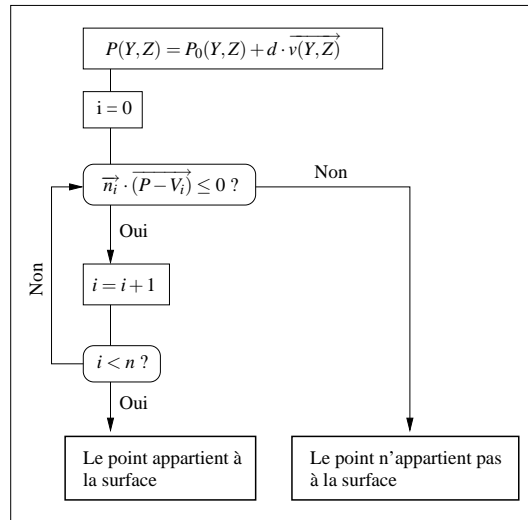 P(Y,Z) = P₀(Y,Z) + d · v(Y,Z)⃗
i = 0
n⃗ᵢ · (P − Vᵢ)⃗ ≤ 0 ?
Non
Oui
Non
i = i + 1
i < n ?
Oui
Le point appartient à
la surface
Le point n'appartient pas
à la surface